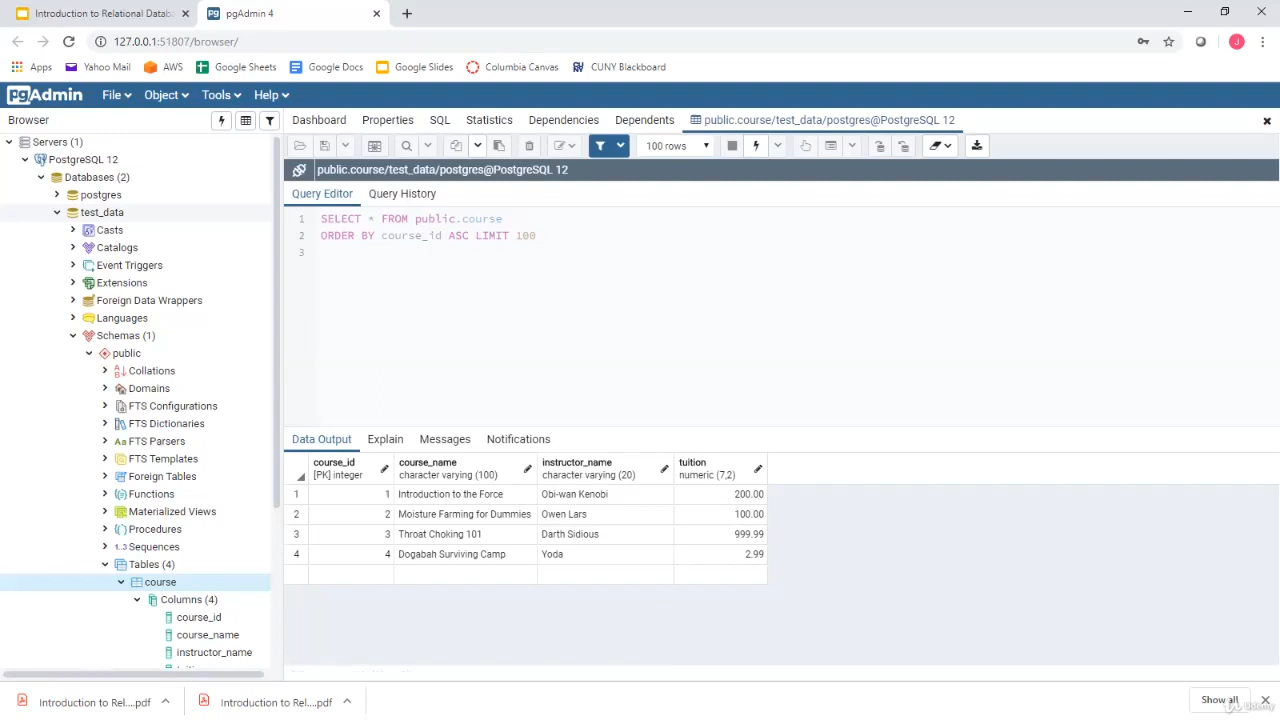 Introduction to Relational Datab
pgAdmin 4
127.0.0.1:51807/browser/
J
Apps Yahoo Mail AWS Google Sheets Google Docs Google Slides Columbia Canvas CUNY Blackboard
pgAdmin File Object Tools Help
Browser
Dashboard Properties SQL Statistics Dependencies Dependents public.course/test_data/postgres@PostgreSQL 12
Servers (1)
PostgreSQL 12
Databases (2)
postgres
test_data
Casts
Catalogs
Event Triggers
Extensions
Foreign Data Wrappers
Languages
Schemas (1)
public
Collations
Domains
FTS Configurations
FTS Dictionaries
Aa FTS Parsers
FTS Templates
Foreign Tables
Functions
Materialized Views
Procedures
1..3 Sequences
Tables (4)
course
Columns (4)
course_id
course_name
instructor_name
100 rows
public.course/test_data/postgres@PostgreSQL 12
Query Editor Query History
1 SELECT * FROM public.course
2 ORDER BY course_id ASC LIMIT 100
3
Data Output Explain Messages Notifications
course_id course_name instructor_name tuition
[PK] integer character varying (100) character varying (20) numeric (7,2)
1 1 Introduction to the Force Obi-wan Kenobi 200.00
2 2 Moisture Farming for Dummies Owen Lars 100.00
3 3 Throat Choking 101 Darth Sidious 999.99
4 4 Dogabah Surviving Camp Yoda 2.99
Introduction to Rel....pdf
Introduction to Rel....pdf
Show all
Udemy